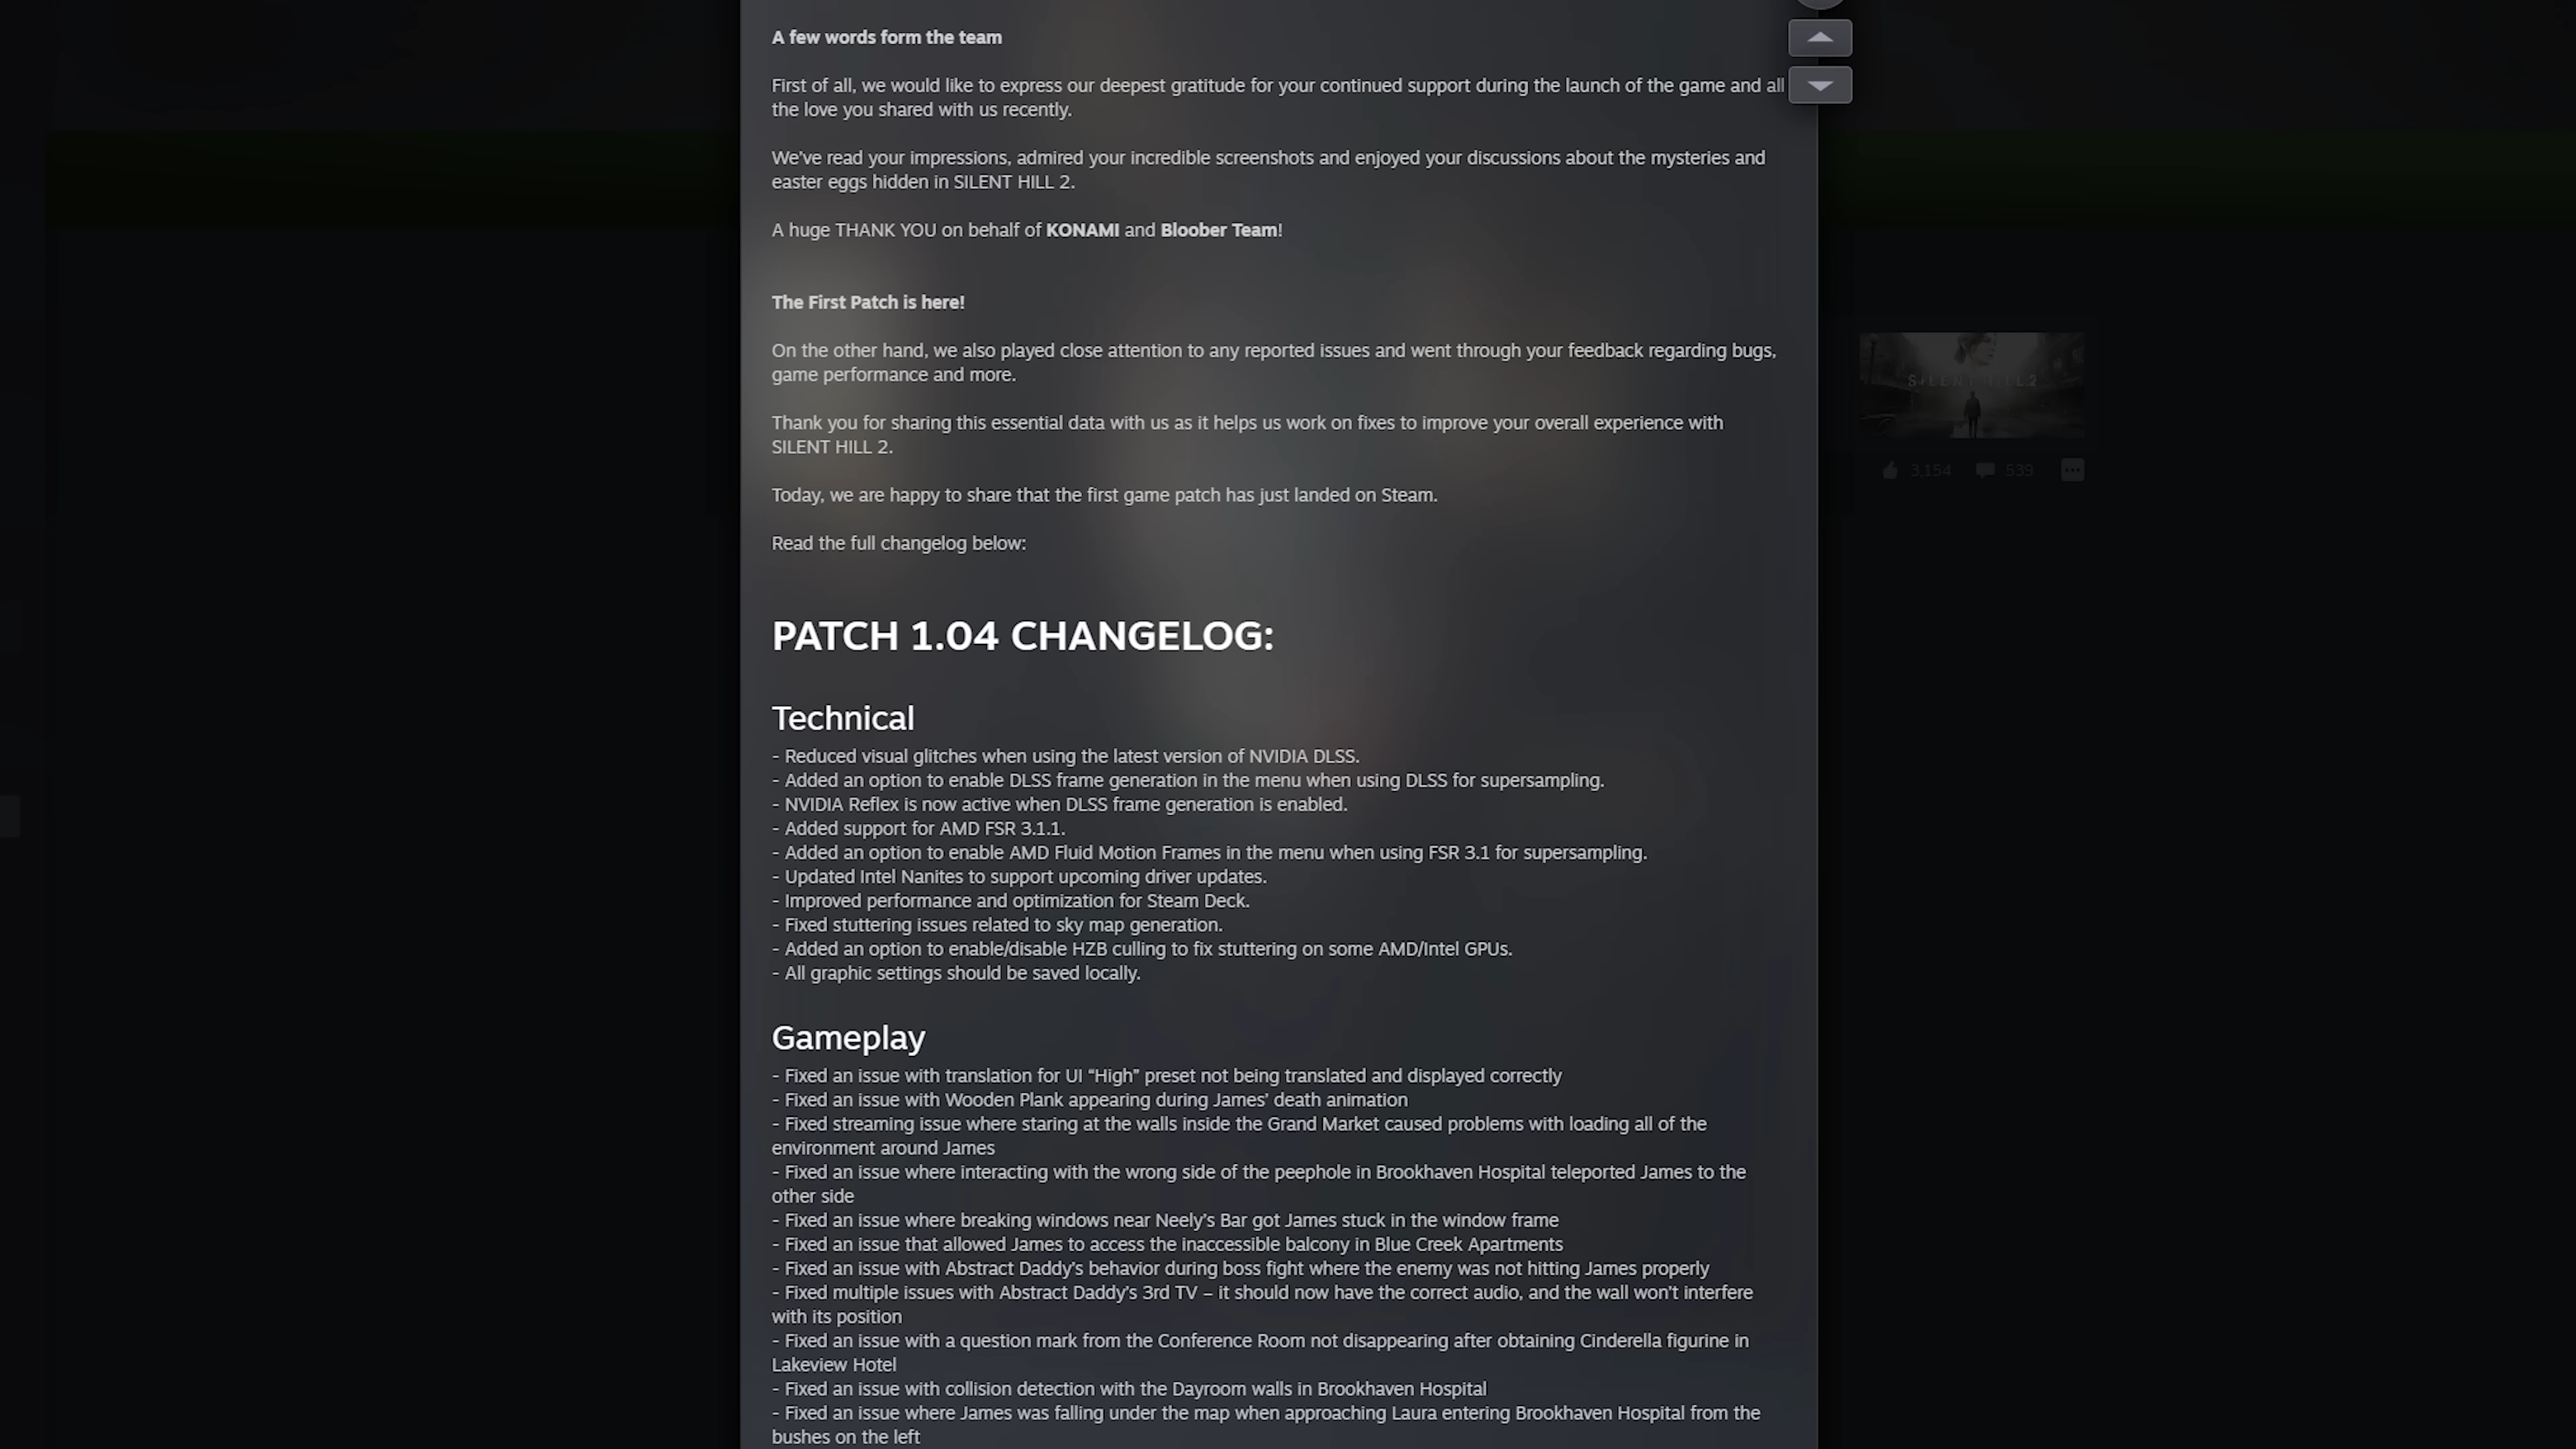 A few words form the team
First of all, we would like to express our deepest gratitude for your continued support during the launch of the game and all
the love you shared with us recently.
We've read your impressions, admired your incredible screenshots and enjoyed your discussions about the mysteries and
easter eggs hidden in SILENT HILL 2.
A huge THANK YOU on behalf of KONAMI and Bloober Team!
The First Patch is here!
On the other hand, we also played close attention to any reported issues and went through your feedback regarding bugs,
game performance and more.
Thank you for sharing this essential data with us as it helps us work on fixes to improve your overall experience with
SILENT HILL 2.
Today, we are happy to share that the first game patch has just landed on Steam.
Read the full changelog below:
PATCH 1.04 CHANGELOG:
Technical
- Reduced visual glitches when using the latest version of NVIDIA DLSS.
- Added an option to enable DLSS frame generation in the menu when using DLSS for supersampling.
- NVIDIA Reflex is now active when DLSS frame generation is enabled.
- Added support for AMD FSR 3.1.1.
- Added an option to enable AMD Fluid Motion Frames in the menu when using FSR 3.1 for supersampling.
- Updated Intel Nanites to support upcoming driver updates.
- Improved performance and optimization for Steam Deck.
- Fixed stuttering issues related to sky map generation.
- Added an option to enable/disable HZB culling to fix stuttering on some AMD/Intel GPUs.
- All graphic settings should be saved locally.
Gameplay
- Fixed an issue with translation for UI “High” preset not being translated and displayed correctly
- Fixed an issue with Wooden Plank appearing during James’ death animation
- Fixed streaming issue where staring at the walls inside the Grand Market caused problems with loading all of the
environment around James
- Fixed an issue where interacting with the wrong side of the peephole in Brookhaven Hospital teleported James to the
other side
- Fixed an issue where breaking windows near Neely’s Bar got James stuck in the window frame
- Fixed an issue that allowed James to access the inaccessible balcony in Blue Creek Apartments
- Fixed an issue with Abstract Daddy’s behavior during boss fight where the enemy was not hitting James properly
- Fixed multiple issues with Abstract Daddy’s 3rd TV – it should now have the correct audio, and the wall won’t interfere
with its position
- Fixed an issue with a question mark from the Conference Room not disappearing after obtaining Cinderella figurine in
Lakeview Hotel
- Fixed an issue with collision detection with the Dayroom walls in Brookhaven Hospital
- Fixed an issue where James was falling under the map when approaching Laura entering Brookhaven Hospital from the
bushes on the left
SILENT HILL 2
3,154 539